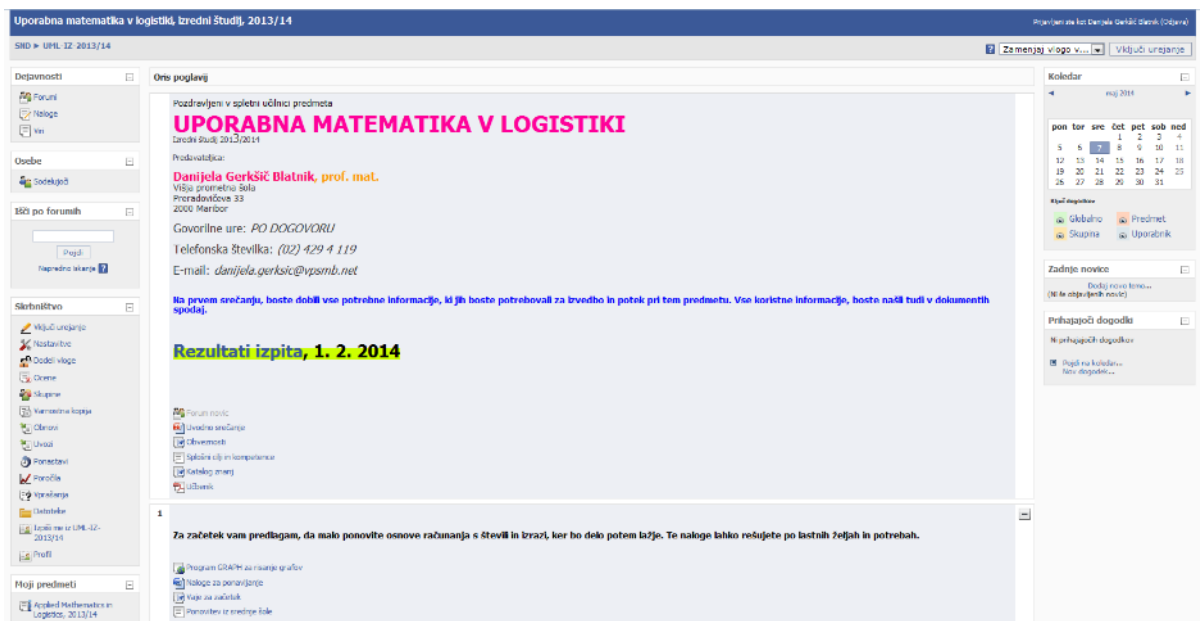 Uporabna matematika v logistiki, izredni študij, 2013/14
Prijavljeni ste kot Danijela Gerkšič Blatnik (Odjava)
SND ► UML-IZ-2013/14
Zamenjaj vlogo v...
Vključi urejanje
Dejavnosti
Forumi
Naloge
Viri
Osebe
Sodelujoči
Išči po forumih
Pojdi
Napredno iskanje
Skrbništvo
Vključi urejanje
Nastavitve
Dodeli vloge
Ocene
Skupine
Varnostna kopija
Obnovi
Uvozi
Ponastavi
Poročila
Vprašanja
Datoteke
Izpiši me iz UML-IZ-
2013/14
Profil
Moji predmeti
Applied Mathematics in
Logistics, 2013/14
Oris poglavij
Pozdravljeni v spletni učilnici predmeta
UPORABNA MATEMATIKA V LOGISTIKI
Izredni študij 2013/2014
Predavateljica:
Danijela Gerkšič Blatnik, prof. mat.
Višja prometna šola
Preradovičeva 33
2000 Maribor
Govorilne ure: PO DOGOVORU
Telefonska številka: (02) 429 4 119
E-mail: danijela.gerksic@vpsmb.net
Na prvem srečanju, boste dobili vse potrebne informacije, ki jih boste potrebovali za izvedbo in potek pri tem predmetu. Vse koristne informacije, boste našli tudi v dokumentih
spodaj.
Rezultati izpita, 1. 2. 2014
Forum novic
Uvodno srečanje
Obveznosti
Splošni cilji in kompetence
Katalog znanj
Učbenik
1
Za začetek vam predlagam, da malo ponovite osnove računanja s števili in izrazi, ker bo delo potem lažje. Te naloge lahko rešujete po lastnih željah in potrebah.
Program GRAPH za risanje grafov
Naloge za ponavljanje
Vaje za začetek
Ponovitev iz srednje šole
Koledar
◄ maj 2014 ►
pon tor sre čet pet sob ned
1 2 3 4
5 6 7 8 9 10 11
12 13 14 15 16 17 18
19 20 21 22 23 24 25
26 27 28 29 30 31
Ključ dogodkov
Globalno Predmet
Skupina Uporabnik
Zadnje novice
Dodaj novo temo...
(Ni še objavljenih novic)
Prihajajoči dogodki
Ni prihajajočih dogodkov
Pojdi na koledar...
Nov dogodek...